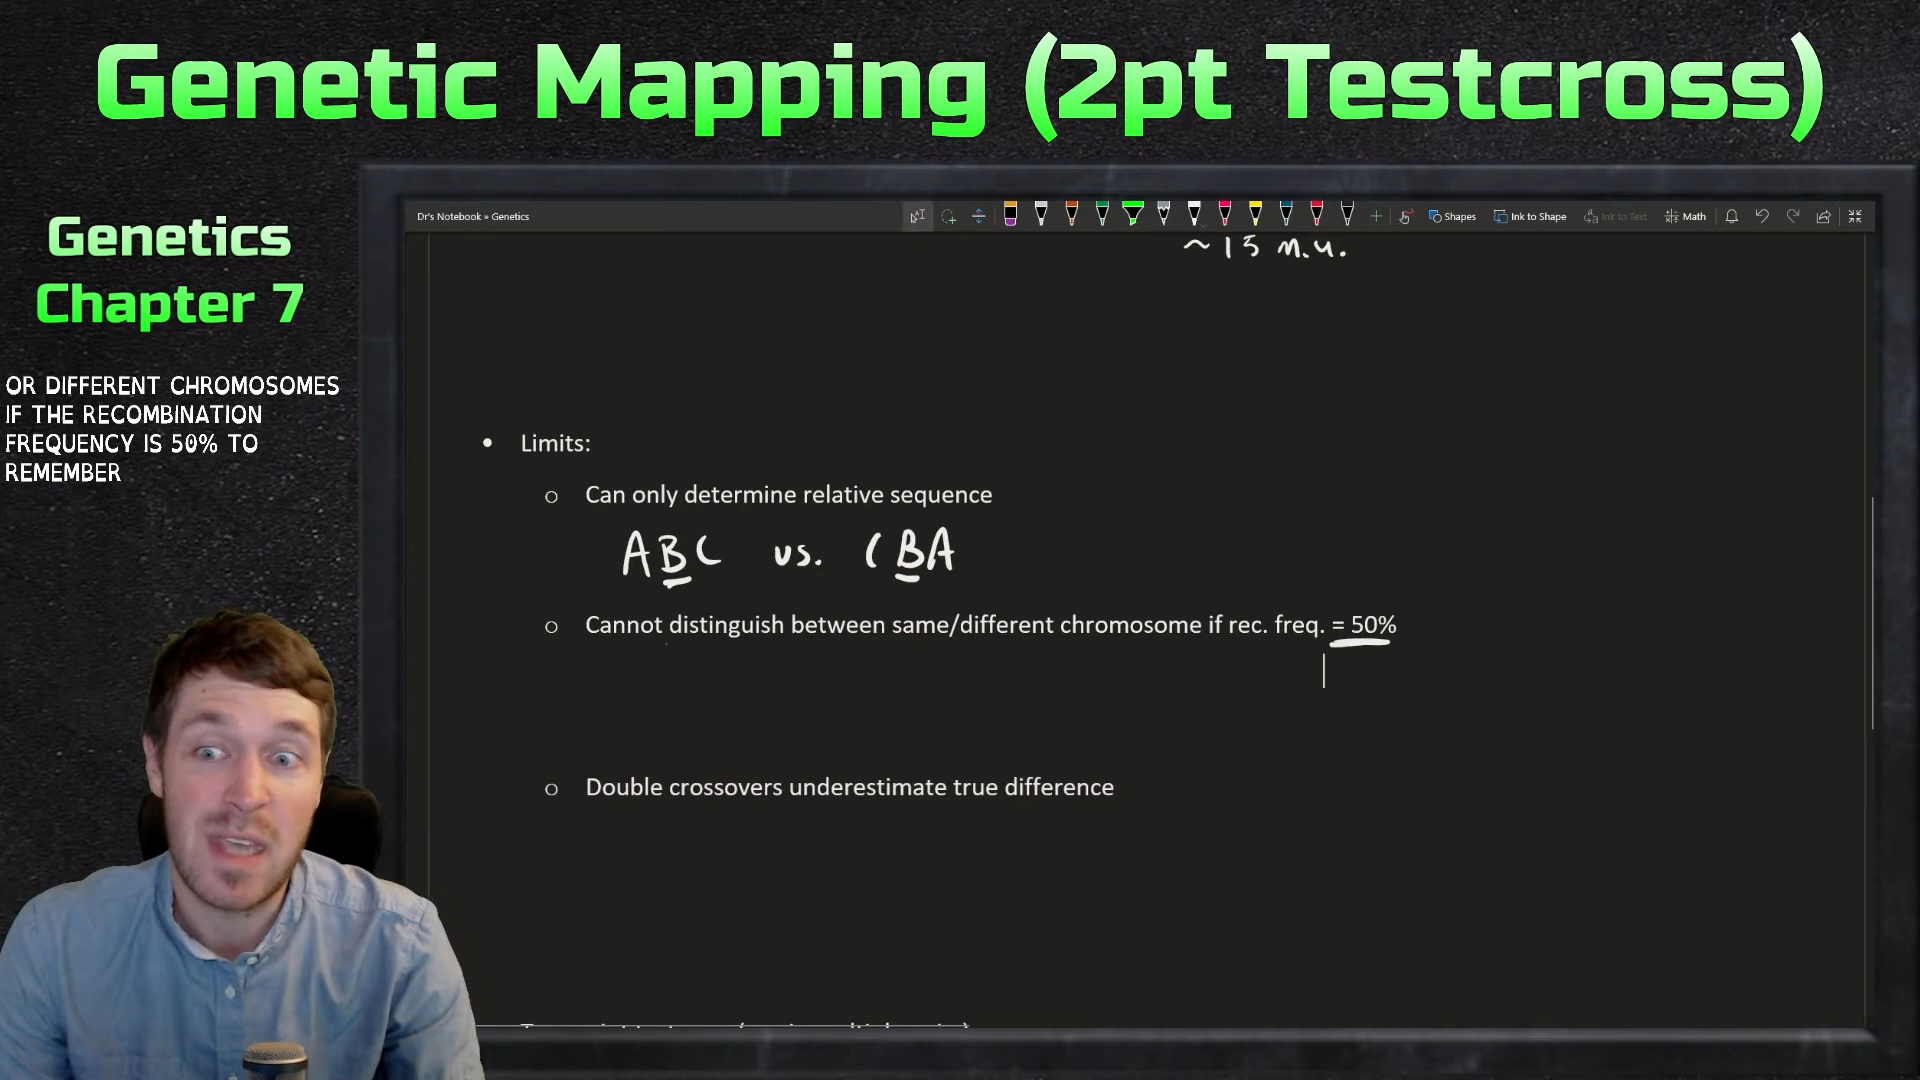 Genetic Mapping (2pt Testcross)
Genetics
Chapter 7
OR DIFFERENT CHROMOSOMES
IF THE RECOMBINATION
FREQUENCY IS 50% TO
REMEMBER
Dr's Notebook » Genetics
Shapes
Ink to Shape
Ink to Text
Math
~15 m.u.
• Limits:
o Can only determine relative sequence
ABC vs. CBA
o Cannot distinguish between same/different chromosome if rec. freq. = 50%
o Double crossovers underestimate true difference